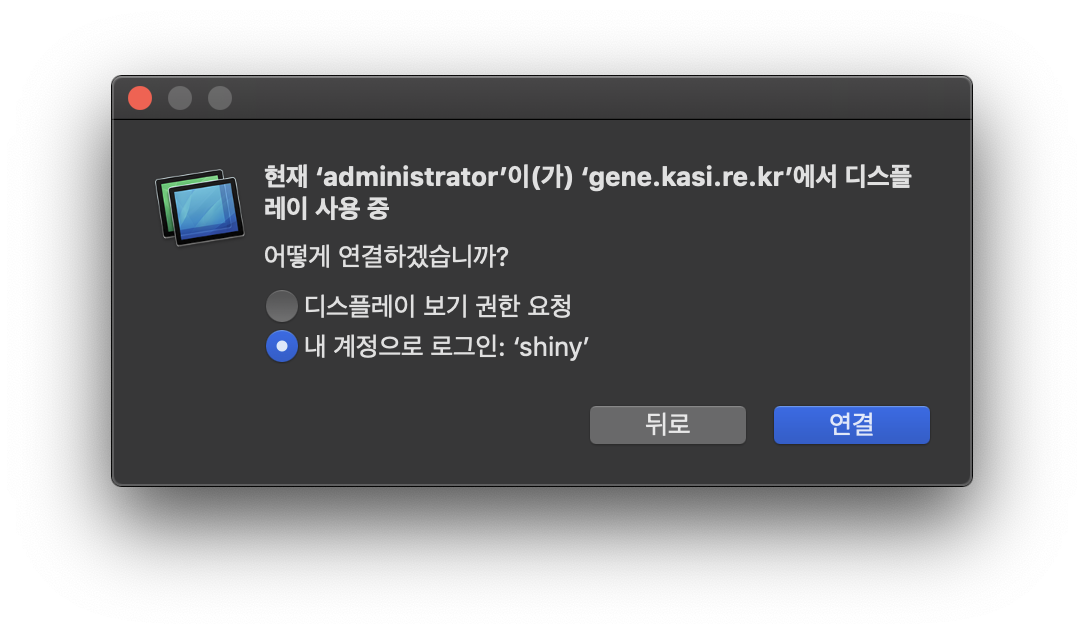 현재 ‘administrator’이(가) ‘gene.kasi.re.kr’에서 디스플
레이 사용 중
어떻게 연결하겠습니까?
디스플레이 보기 권한 요청
내 계정으로 로그인: ‘shiny’
뒤로
연결